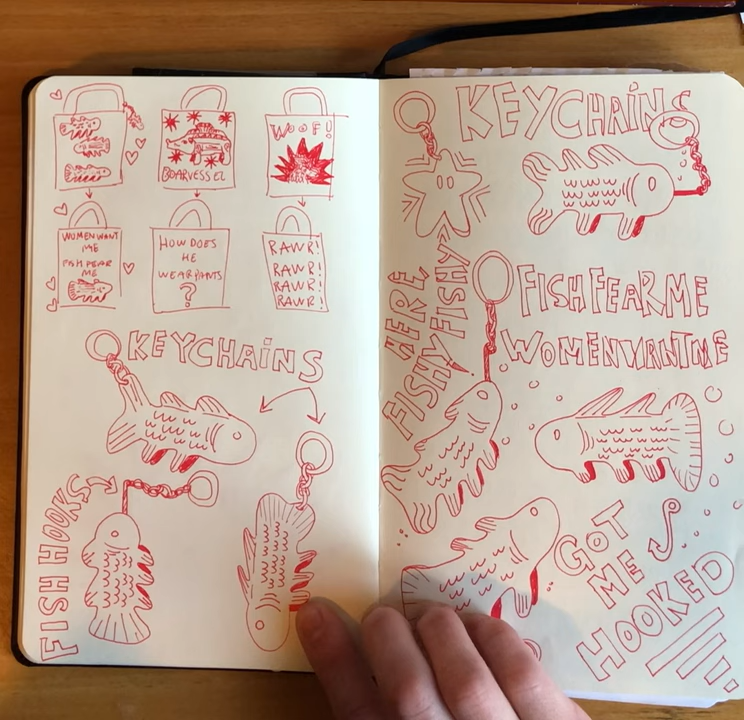 WOOF!
BOARVESSEL
WOMEN WANT
ME
FISH FEAR
ME
HOW DOES
HE
WEAR PANTS
?
RAWR!
RAWR!
RAWR!
RAWR!
KEYCHAINS
FISH HOOKS
KEYCHAINS
HERE
FISHY FISHY
FISH FEAR ME
WOMEN WANT ME
GOT
ME
HOOKED